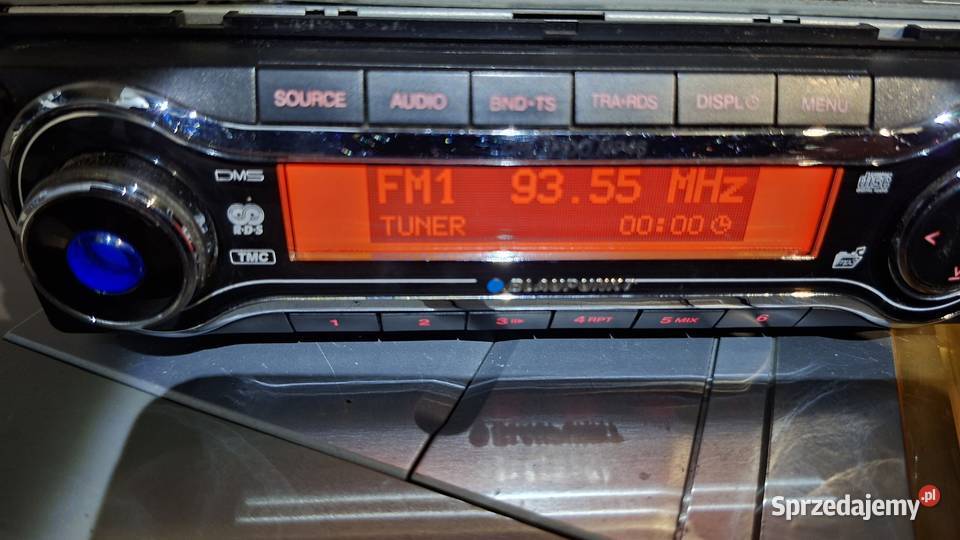 SOURCE AUDIO BND•TS TRA•RDS DISPL MENU
DMS
FM1 93.55 MHz
R•D•S
TUNER 00:00
TMC
BLAUPUNKT
1 2 3 4 RPT 5 MIX 6
Sprzedajemy.pl